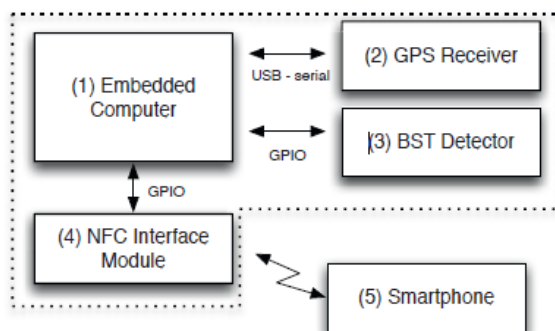 (1) Embedded
Computer
(2) GPS Receiver
USB - serial
(3) BST Detector
GPIO
GPIO
(4) NFC Interface
Module
(5) Smartphone